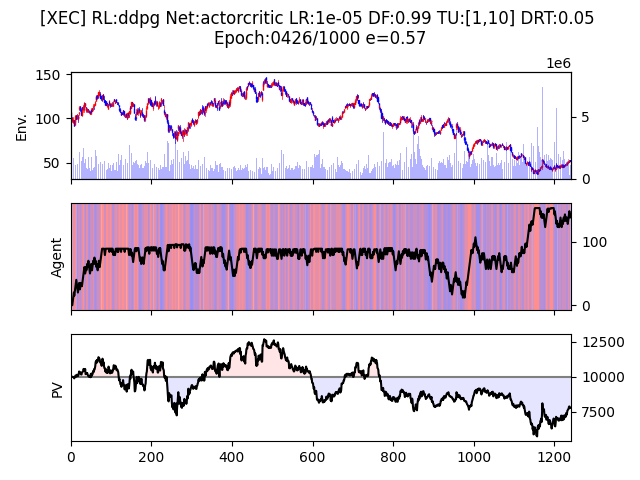 [XEC] RL:ddpg Net:actorcritic LR:1e-05 DF:0.99 TU:[1,10] DRT:0.05
Epoch:0426/1000 e=0.57
1e6
150
100
50
Env.
5
0
Agent
100
0
PV
12500
10000
7500
0 200 400 600 800 1000 1200